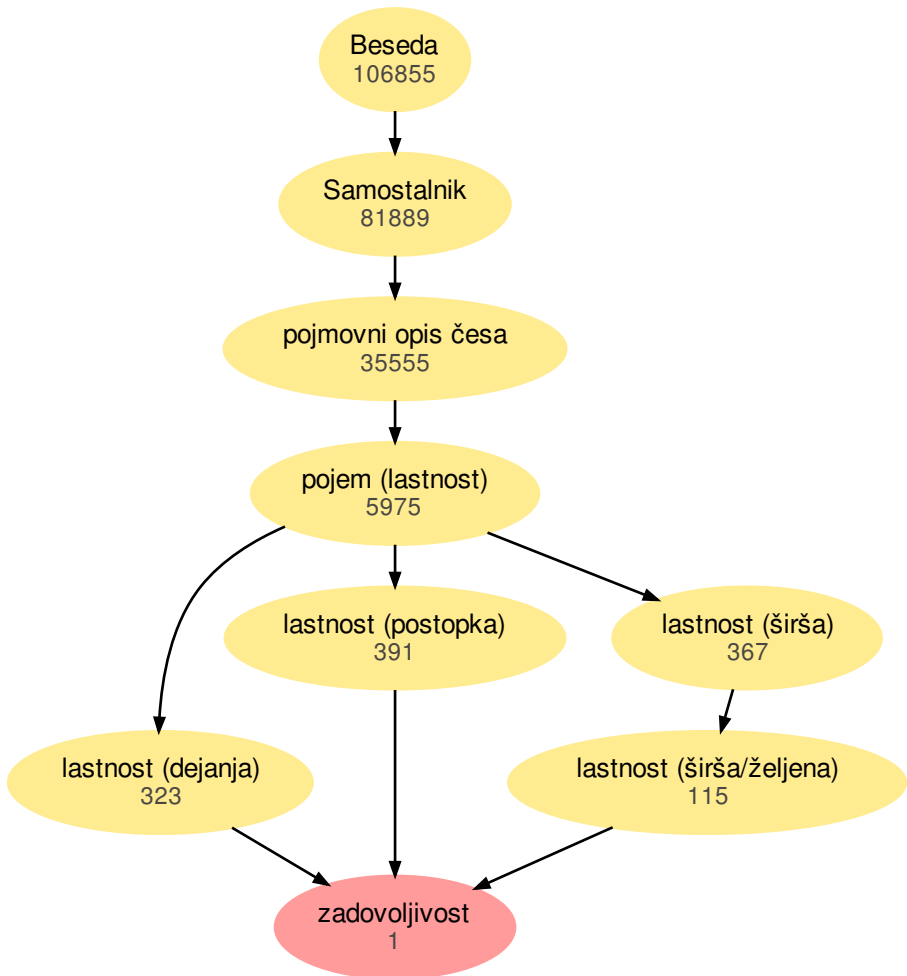 Beseda
106855
Samostalnik
81889
pojmovni opis česa
35555
pojem (lastnost)
5975
lastnost (postopka)
391
lastnost (širša)
367
lastnost (dejanja)
323
lastnost (širša/željena)
115
zadovoljivost
1